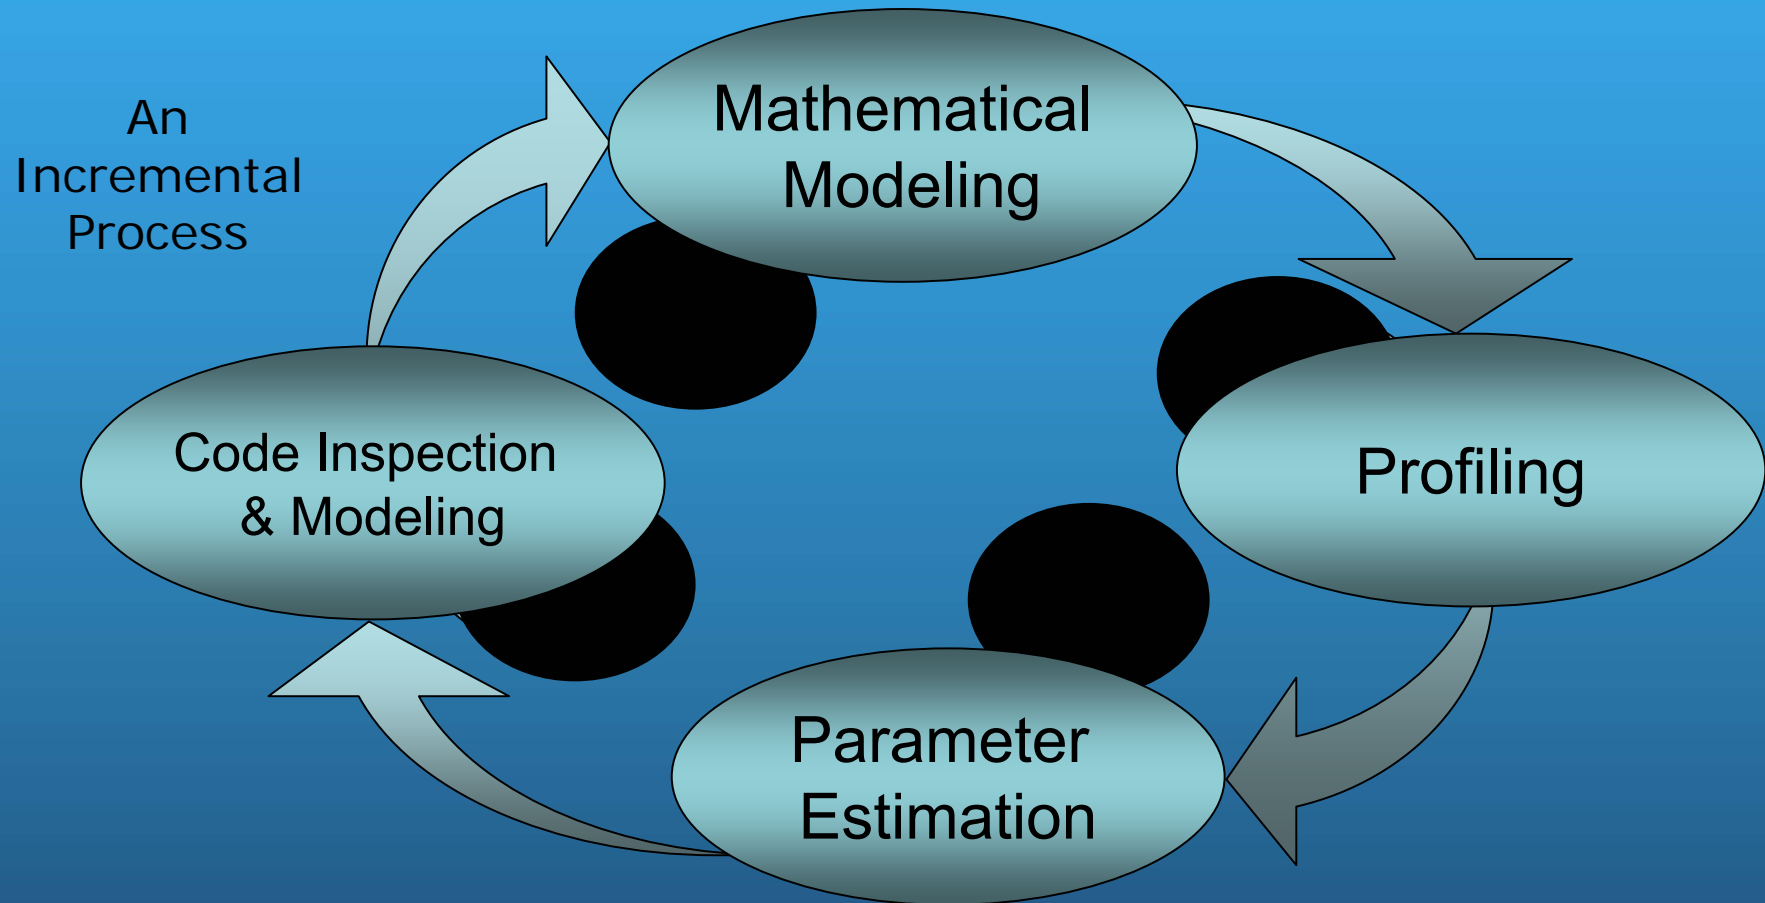 An
Incremental
Process
Mathematical
Modeling
Profiling
Parameter
Estimation
Code Inspection
& Modeling